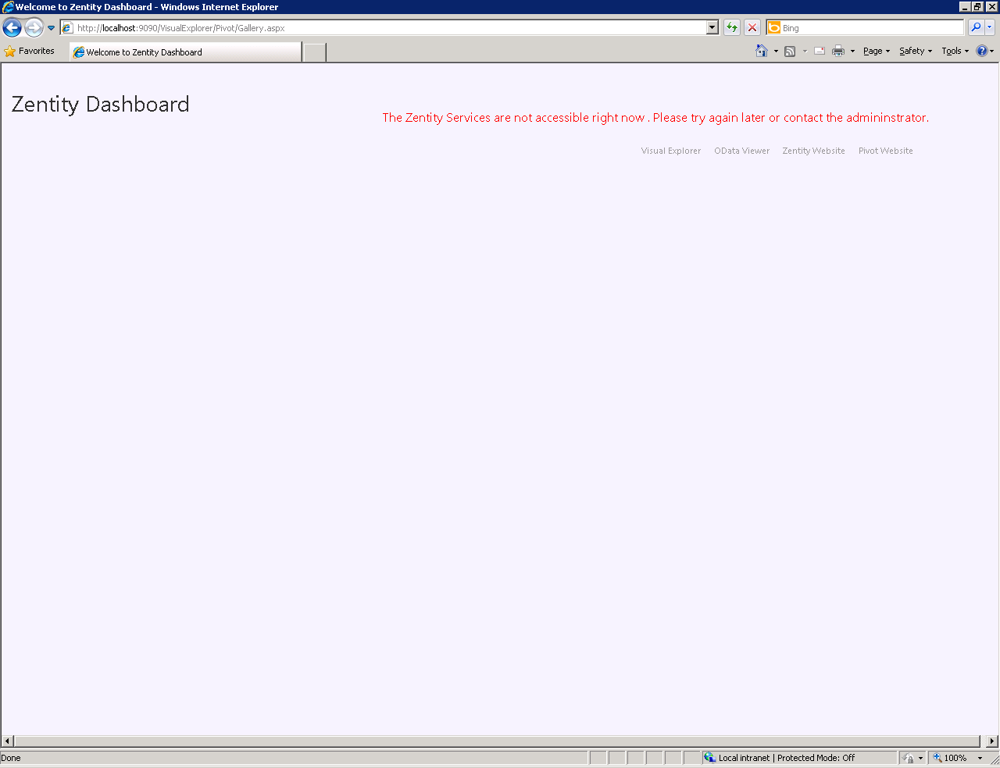 Welcome to Zentity Dashboard - Windows Internet Explorer
http://localhost:9090/VisualExplorer/Pivot/Gallery.aspx
Bing
Favorites
Welcome to Zentity Dashboard
Page
Safety
Tools
Zentity Dashboard
The Zentity Services are not accessible right now . Please try again later or contact the admininstrator.
Visual Explorer OData Viewer Zentity Website Pivot Website
Done
Local intranet | Protected Mode: Off
100%